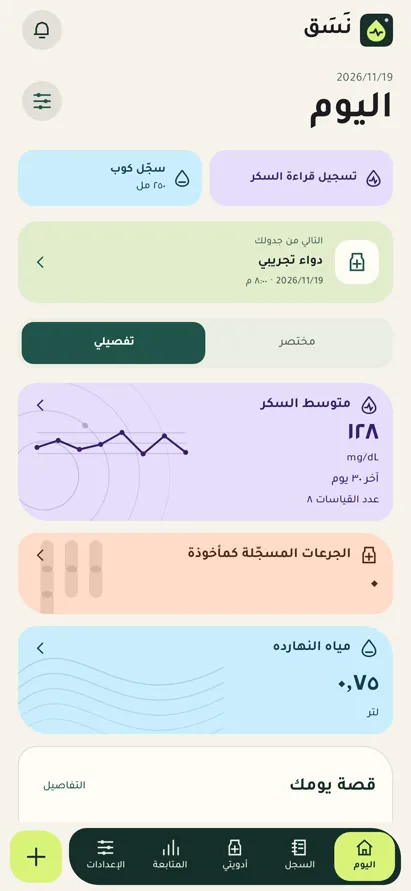 نَسَق
2026/11/19
اليوم
تسجيل قراءة السكر
سجّل كوب
٢٥٠ مل
التالي من جدولك
دواء تجريبي
2026/11/19 · ٨:٠٠ م
مختصر
تفصيلي
متوسط السكر
١٢٨
mg/dL
آخر ٣٠ يوم
عدد القياسات ٨
الجرعات المسجّلة كمأخوذة
٠
مياه النهارده
٠,٧٥
لتر
قصة يومك
التفاصيل
اليوم
السجل
أدويتي
المتابعة
الإعدادات